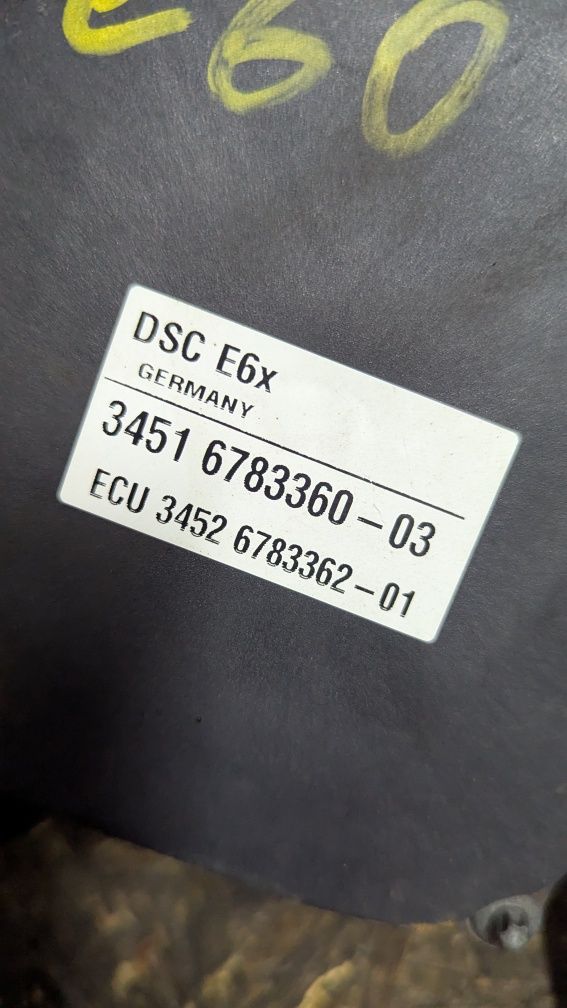 e60
DSC E6x
GERMANY
3451 6783360-03
ECU 3452 6783362-01